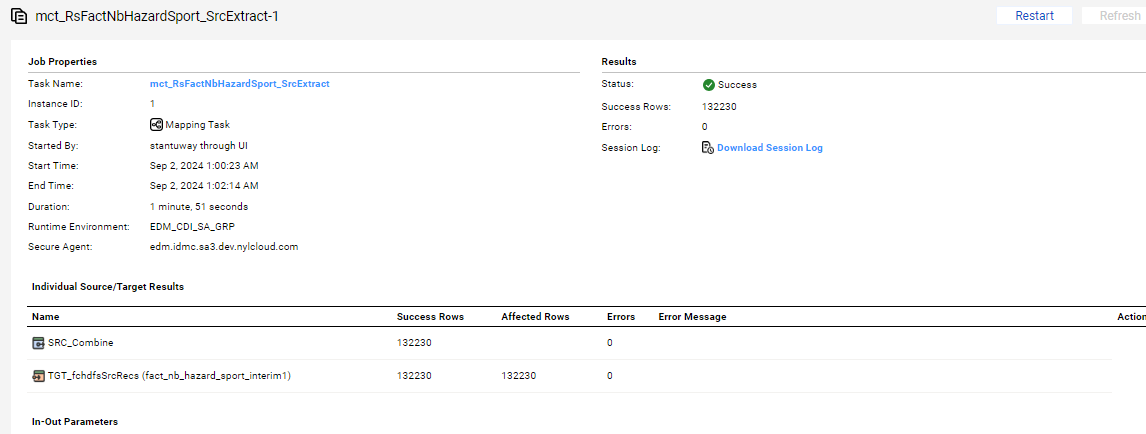 mct_RsFactNbHazardSport_SrcExtract-1
Restart
Refresh
Job Properties
Task Name: mct_RsFactNbHazardSport_SrcExtract
Instance ID: 1
Task Type: Mapping Task
Started By: stantuway through UI
Start Time: Sep 2, 2024 1:00:23 AM
End Time: Sep 2, 2024 1:02:14 AM
Duration: 1 minute, 51 seconds
Runtime Environment: EDM_CDI_SA_GRP
Secure Agent: edm.idmc.sa3.dev.nylcloud.com
Results
Status: Success
Success Rows: 132230
Errors: 0
Session Log: Download Session Log
Individual Source/Target Results
Name Success Rows Affected Rows Errors Error Message Action
SRC_Combine 132230 0
TGT_fchdfsSrcRecs (fact_nb_hazard_sport_interim1) 132230 132230 0
In-Out Parameters